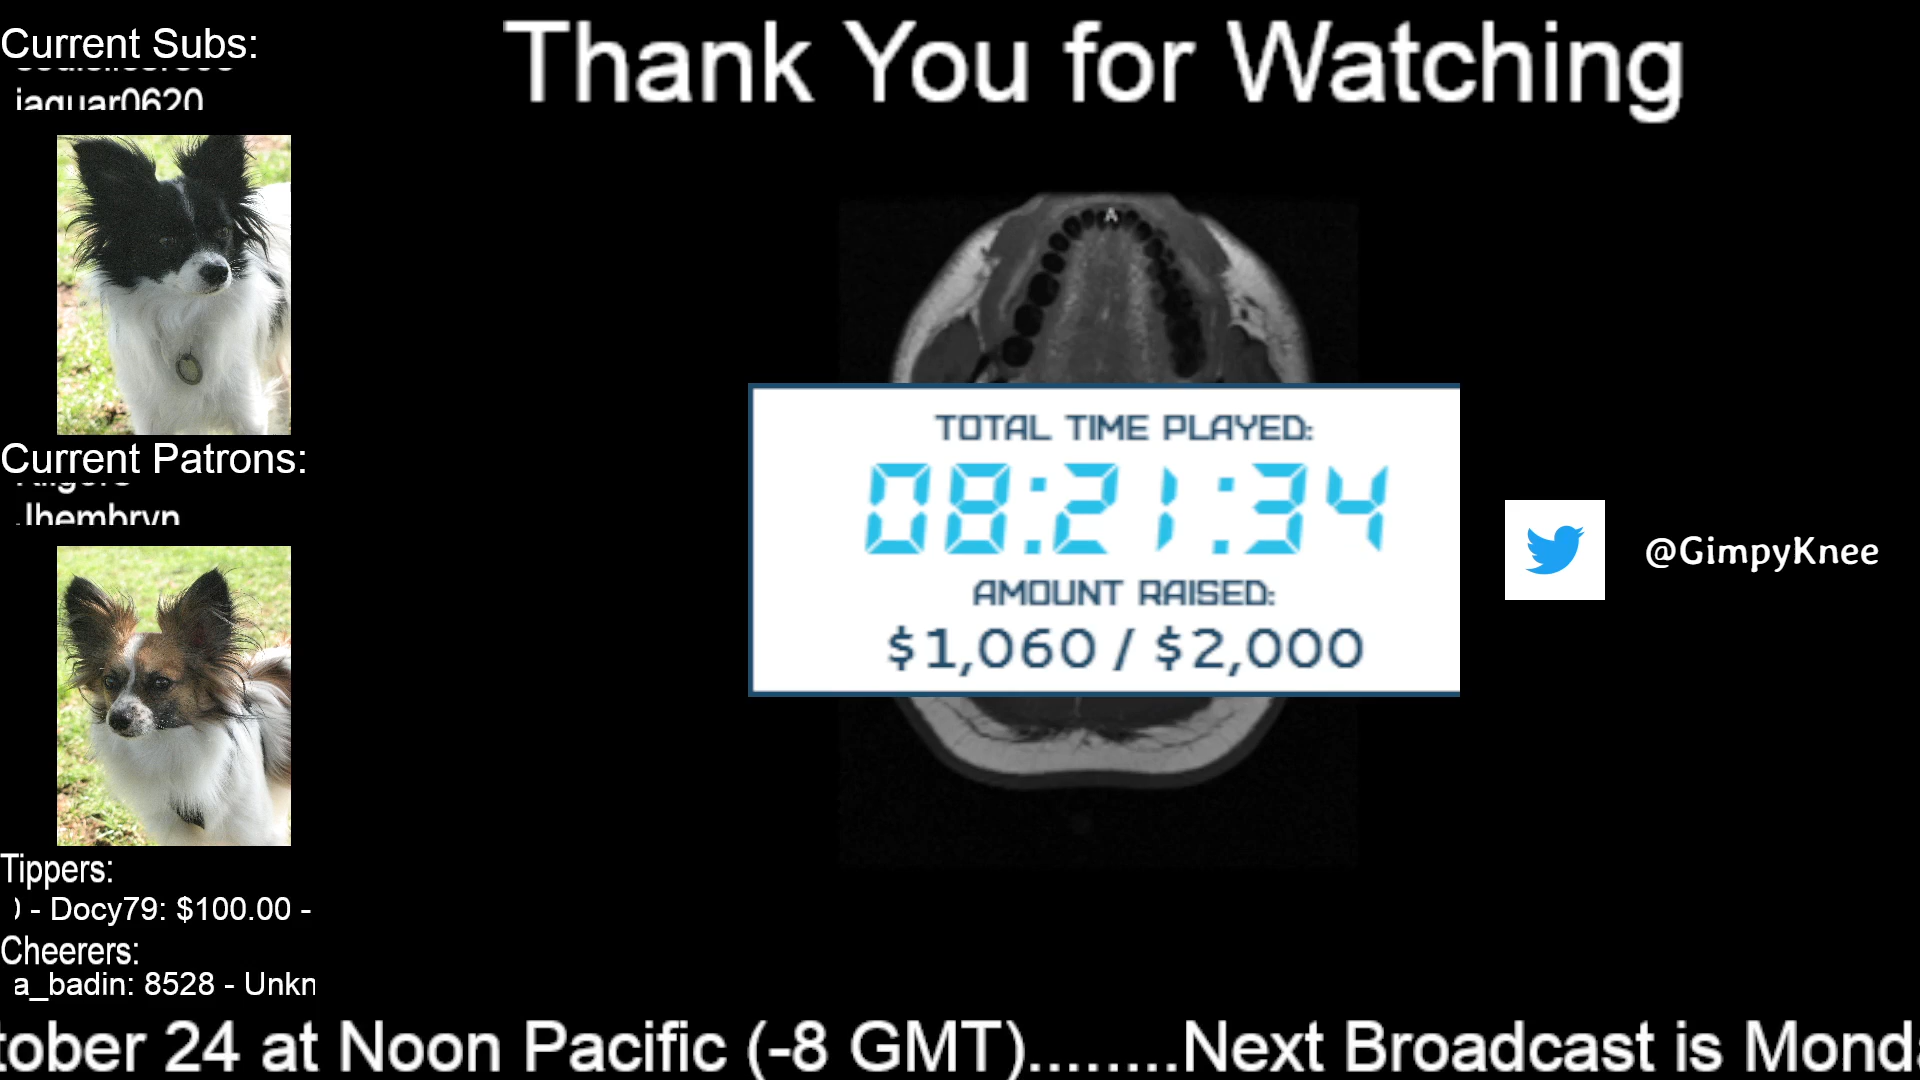 Thank You for Watching
Current Subs:
jaguar0620
A
TOTAL TIME PLAYED:
08:21:34
AMOUNT RAISED:
$1,060 / $2,000
@GimpyKnee
Current Patrons:
Jhembryn
Tippers:
) - Docy79: $100.00 -
Cheerers:
a_badin: 8528 - Unkn
tober 24 at Noon Pacific (-8 GMT)........Next Broadcast is Monda